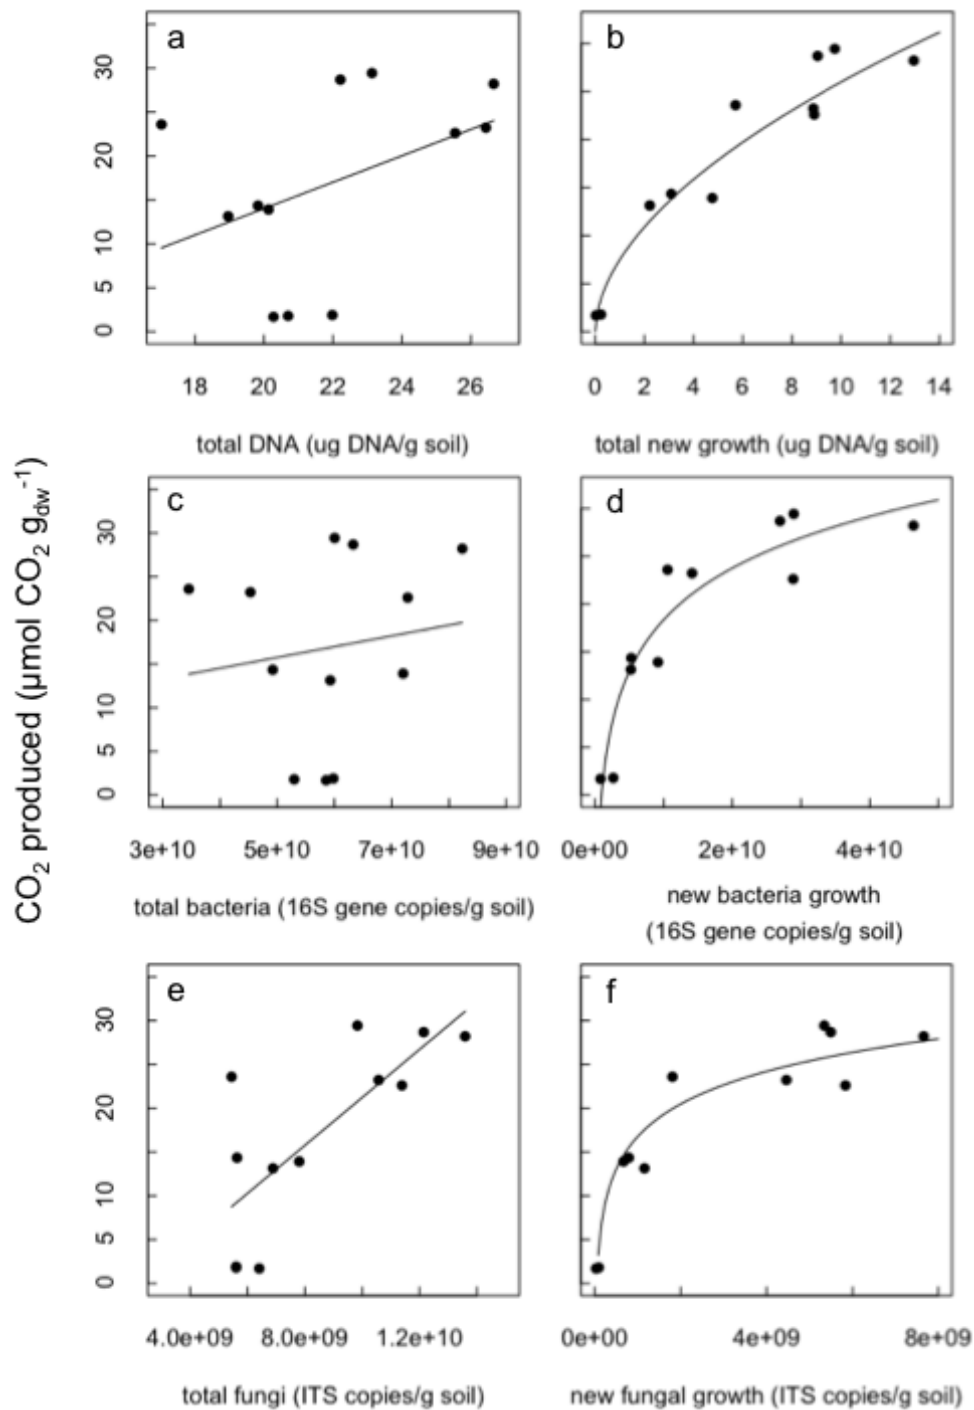 a
b
0 5 10 20 30
18 20 22 24 26
0 2 4 6 8 10 12 14
total DNA (ug DNA/g soil)
total new growth (ug DNA/g soil)
CO₂ produced (μmol CO₂ g_dw⁻¹)
c
d
0 5 10 20 30
3e+10 5e+10 7e+10 9e+10
0e+00 2e+10 4e+10
total bacteria (16S gene copies/g soil)
new bacteria growth
(16S gene copies/g soil)
e
f
0 5 10 20 30
4.0e+09 8.0e+09 1.2e+10
0e+00 4e+09 8e+09
total fungi (ITS copies/g soil)
new fungal growth (ITS copies/g soil)